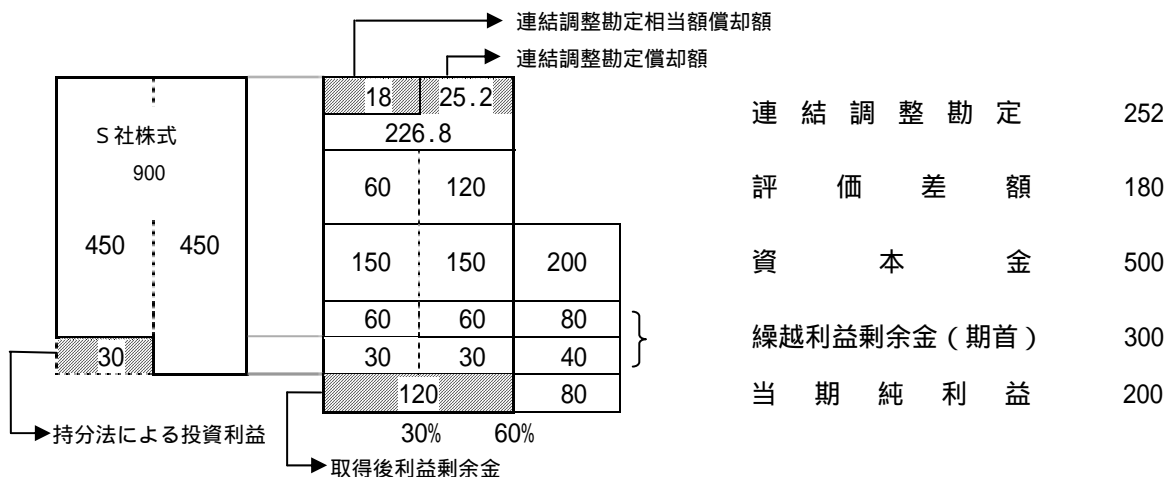 連結調整勘定相当額償却額
連結調整勘定償却額
18 25.2
連結調整勘定 252
S社株式
226.8
900
60 120
評価差額 180
450 450
150 150 200
資本金 500
60 60 80
繰越利益剰余金(期首) 300
30
30 30 40
120 80
当期純利益 200
持分法による投資利益
30% 60%
取得後利益剰余金